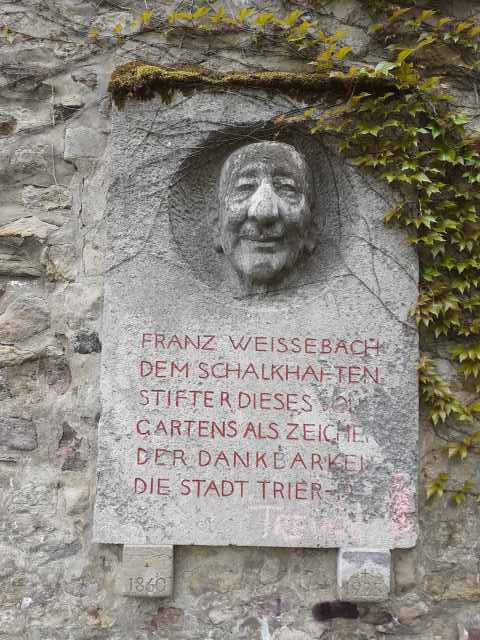 FRANZ WEISSEBACH
DEM SCHALKHAFTEN
STIFTER DIESES
GARTENS ALS ZEICHE
DER DANKBARKEI
DIE STADT TRIER
1860